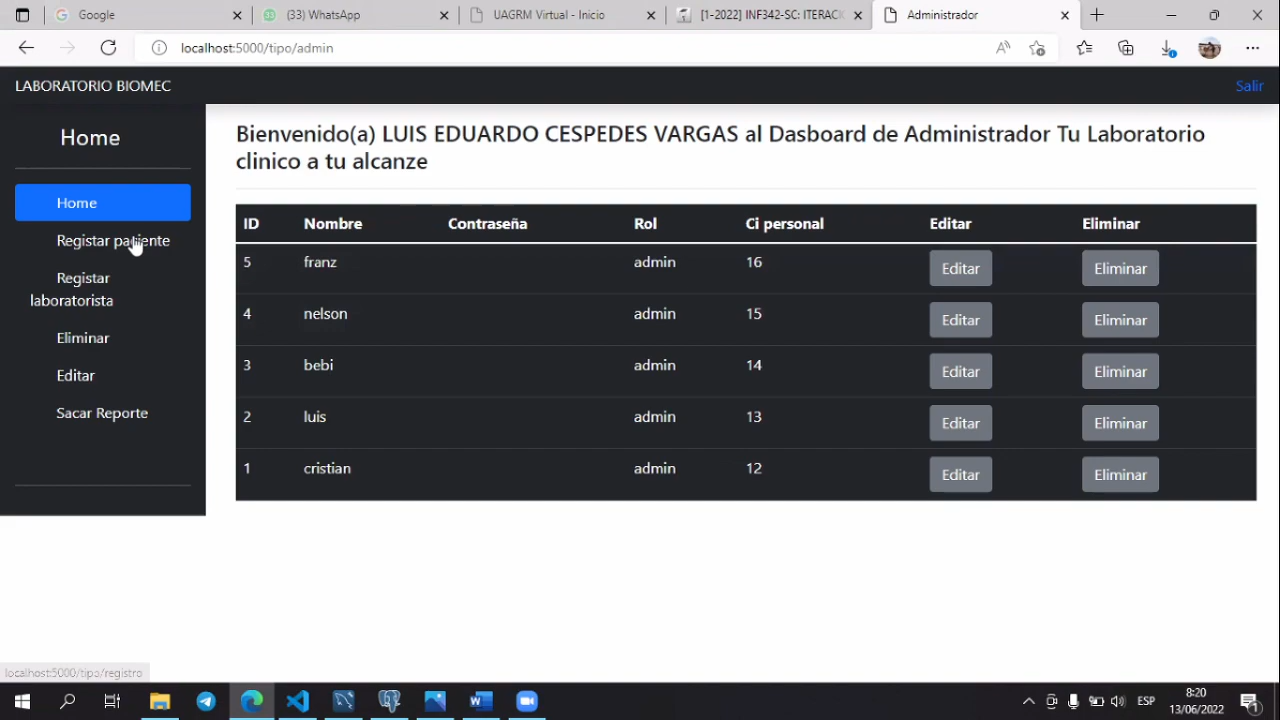 Google
(33) WhatsApp
UAGRM Virtual - Inicio
[1-2022] INF342-SC: ITERACK
Administrador
localhost:5000/tipo/admin
LABORATORIO BIOMEC
Salir
Home
Home
Registar paciente
Registar
laboratorista
Eliminar
Editar
Sacar Reporte
Bienvenido(a) LUIS EDUARDO CESPEDES VARGAS al Dasboard de Administrador Tu Laboratorio
clinico a tu alcanze
ID Nombre Contraseña Rol Ci personal Editar Eliminar
5 franz admin 16 Editar Eliminar
4 nelson admin 15 Editar Eliminar
3 bebi admin 14 Editar Eliminar
2 luis admin 13 Editar Eliminar
1 cristian admin 12 Editar Eliminar
localhost:5000/tipo/registro
ESP
8:20
13/06/2022